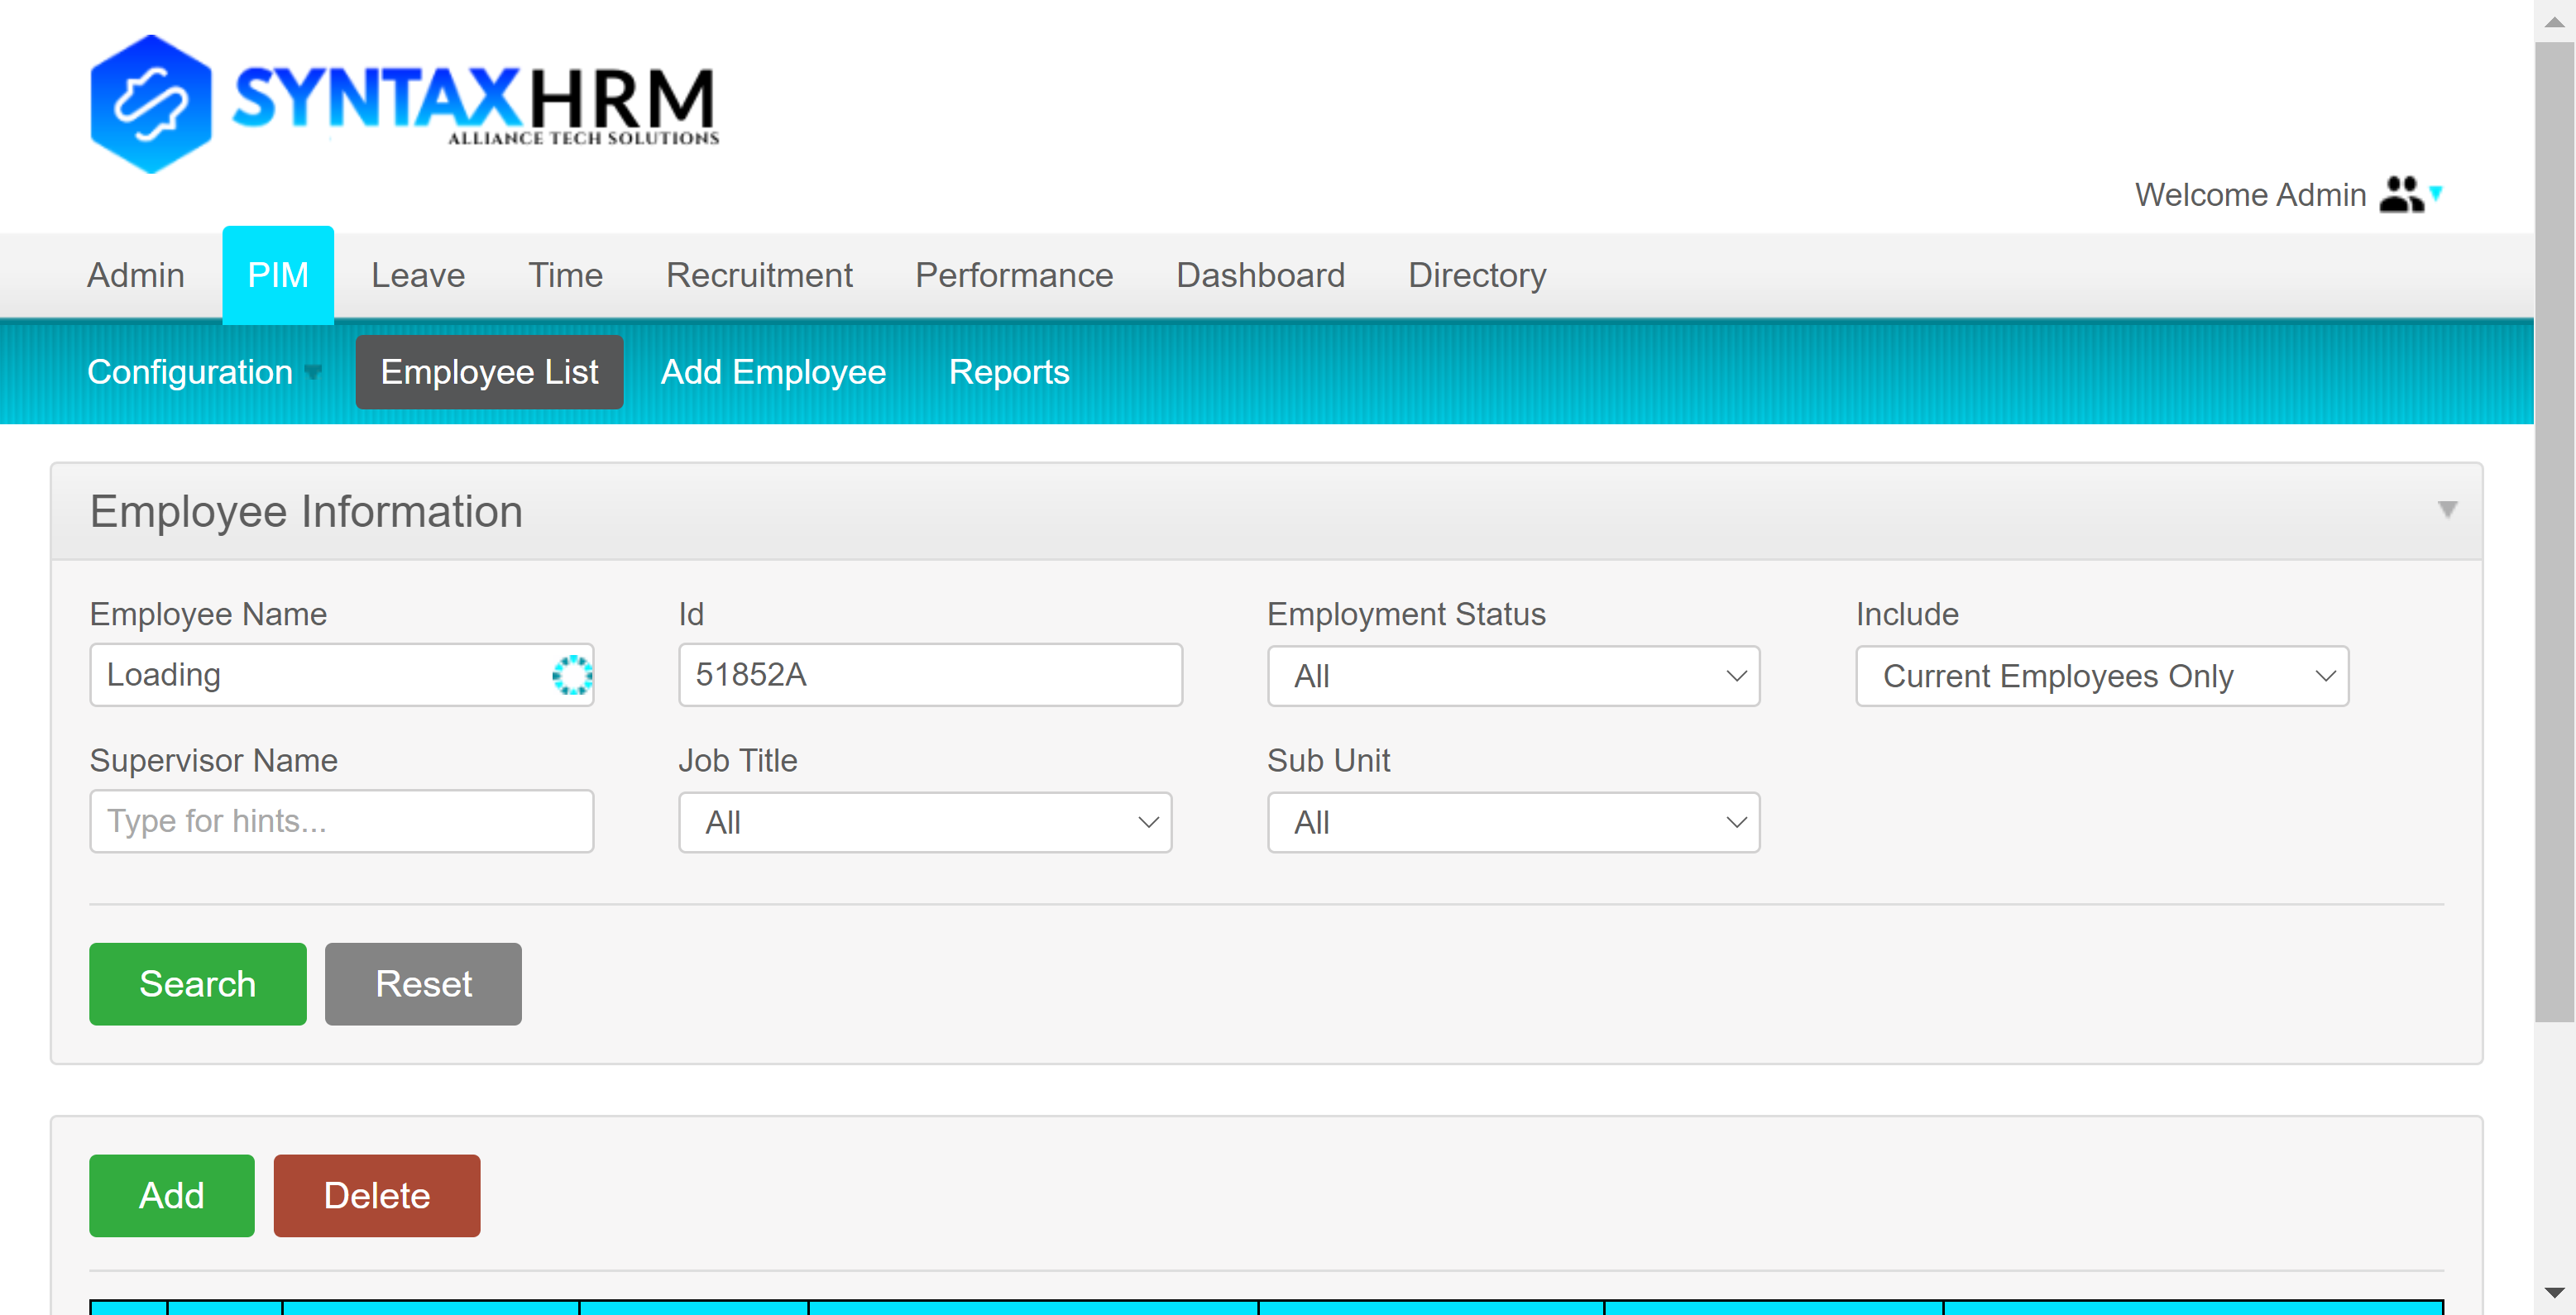 SYNTAXHRM
ALLIANCE TECH SOLUTIONS
Welcome Admin
Admin PIM Leave Time Recruitment Performance Dashboard Directory
Configuration Employee List Add Employee Reports
Employee Information
Employee Name Id Employment Status Include
Loading 51852A All Current Employees Only
Supervisor Name Job Title Sub Unit
Type for hints... All All
Search Reset
Add Delete